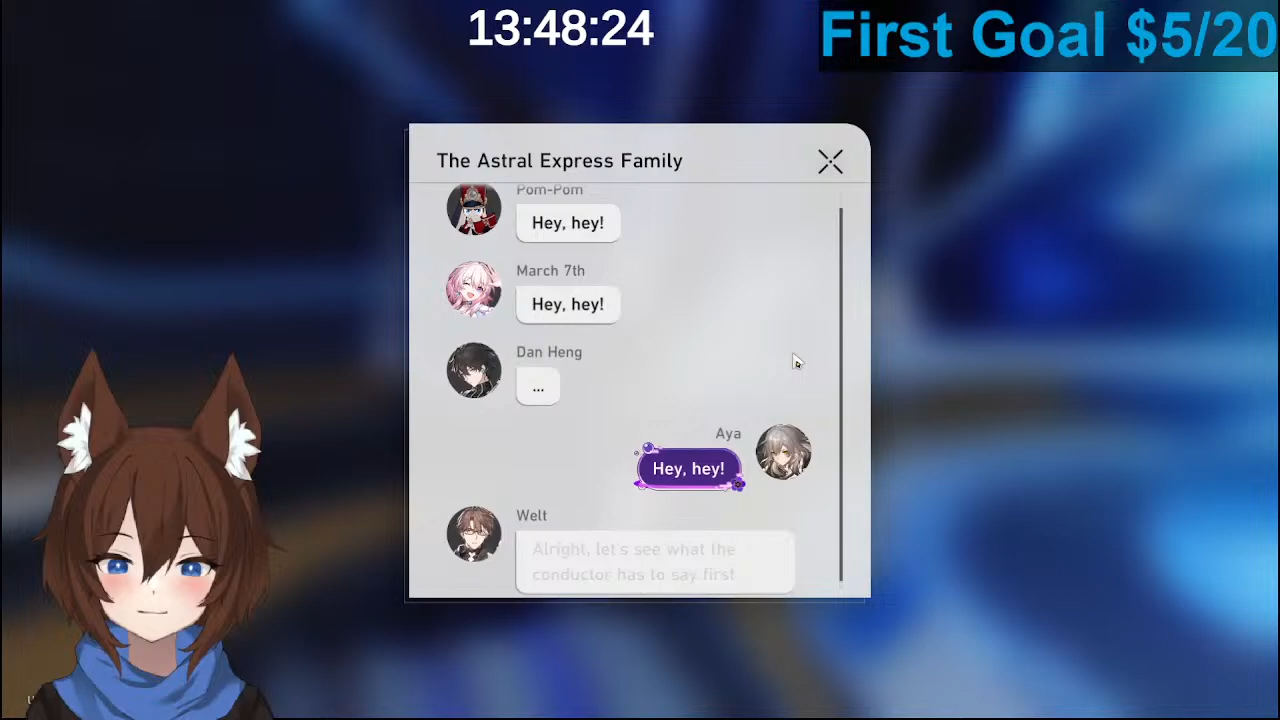 13:48:24
First Goal $5/20
The Astral Express Family
Pom-Pom
Hey, hey!
March 7th
Hey, hey!
Dan Heng
...
Aya
Hey, hey!
Welt
Alright, let's see what the
conductor has to say first